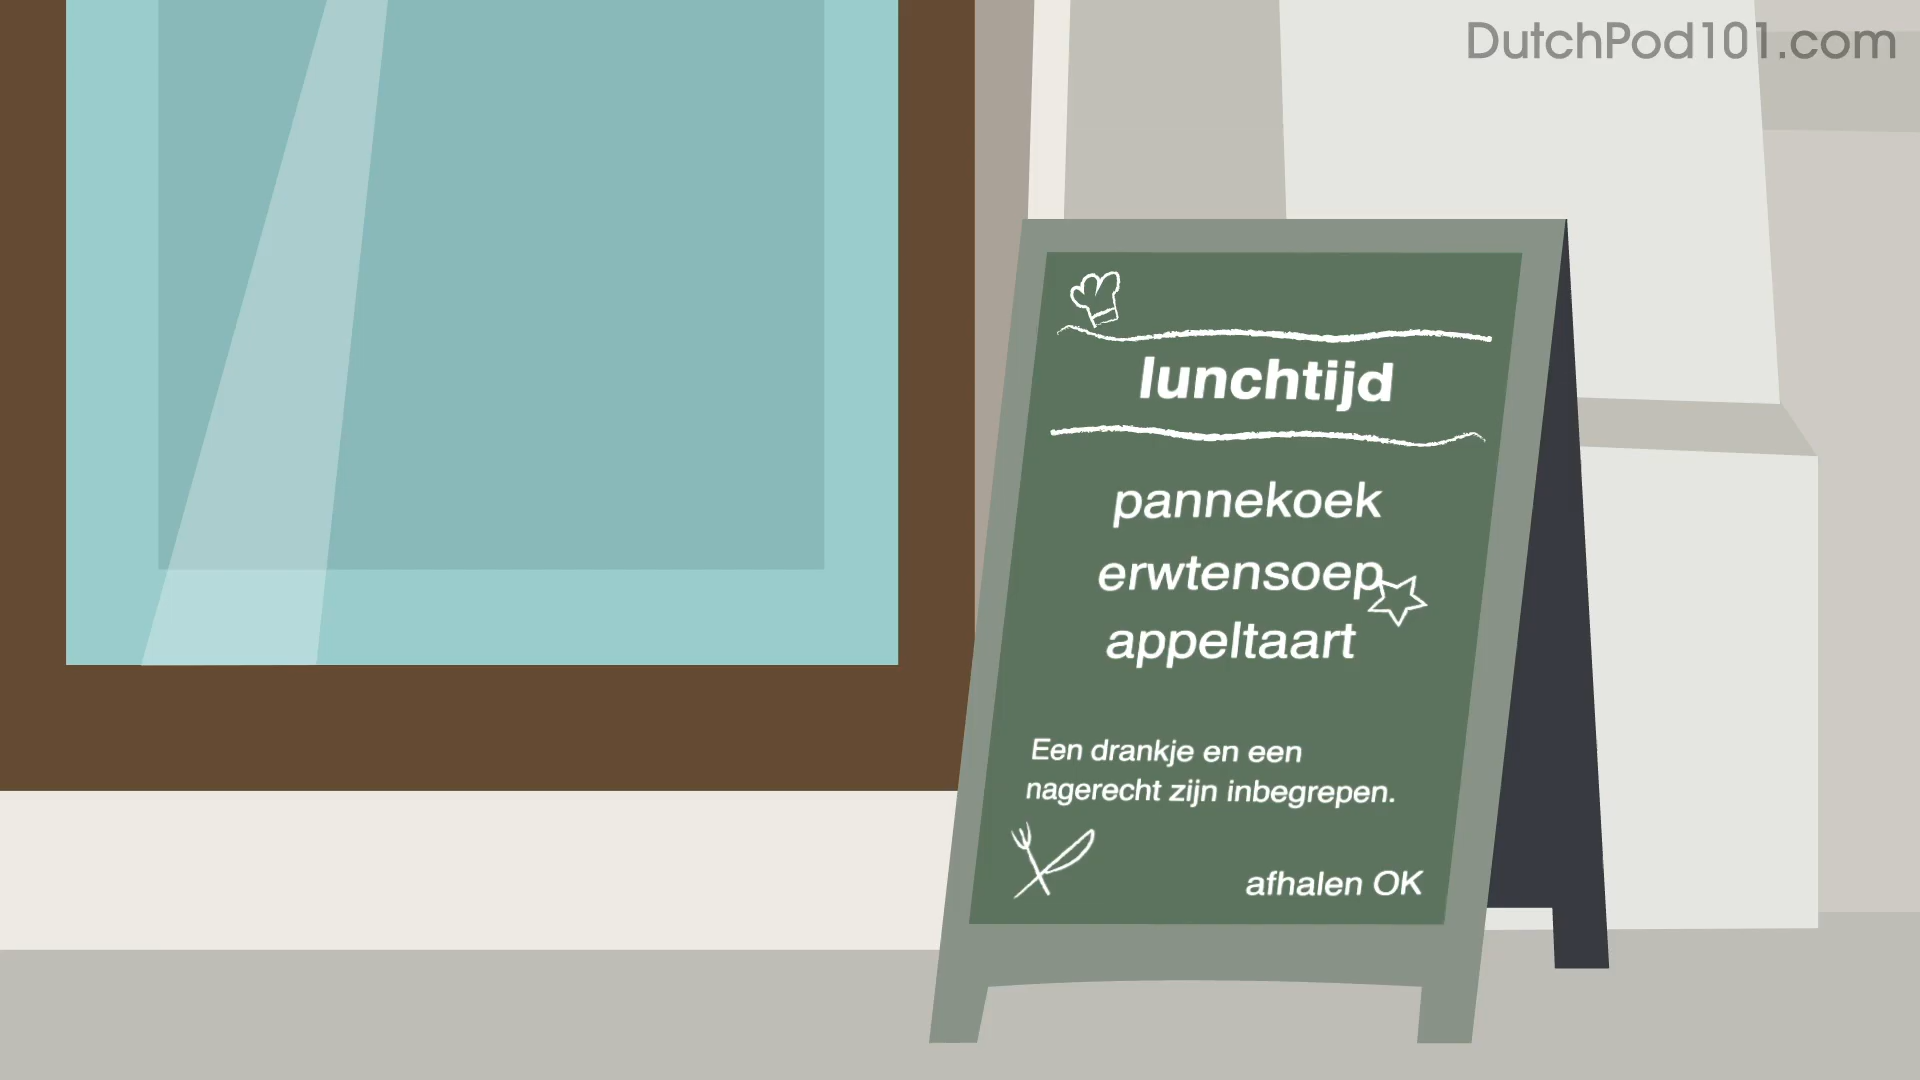 DutchPod101.com
lunchtijd
pannekoek
erwtensoep
appeltaart
Een drankje en een
nagerecht zijn inbegrepen.
afhalen OK